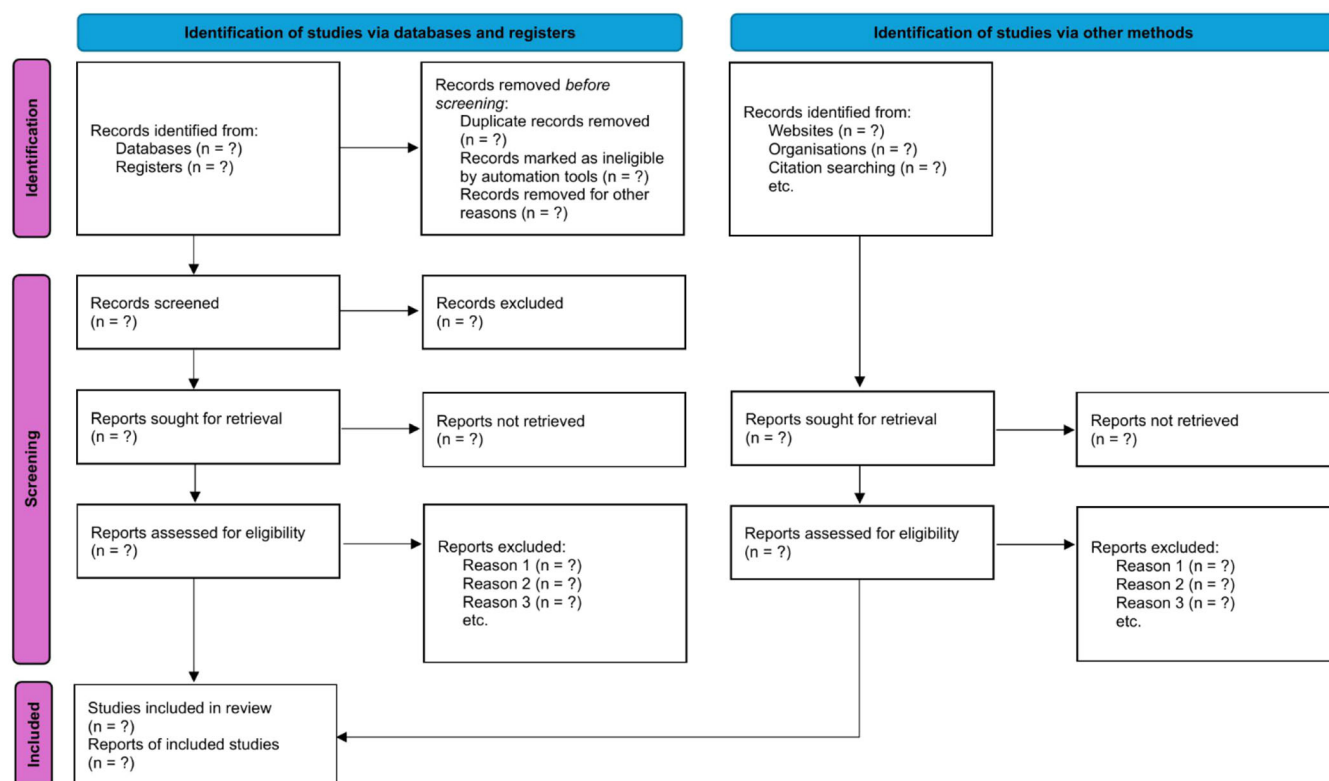 Identification of studies via databases and registers
Identification of studies via other methods
Identification
Records identified from:
Databases (n = ?)
Registers (n = ?)
Records removed before
screening:
Duplicate records removed
(n = ?)
Records marked as ineligible
by automation tools (n = ?)
Records removed for other
reasons (n = ?)
Records identified from:
Websites (n = ?)
Organisations (n = ?)
Citation searching (n = ?)
etc.
Screening
Records screened
(n = ?)
Records excluded
(n = ?)
Reports sought for retrieval
(n = ?)
Reports not retrieved
(n = ?)
Reports sought for retrieval
(n = ?)
Reports not retrieved
(n = ?)
Reports assessed for eligibility
(n = ?)
Reports excluded:
Reason 1 (n = ?)
Reason 2 (n = ?)
Reason 3 (n = ?)
etc.
Reports assessed for eligibility
(n = ?)
Reports excluded:
Reason 1 (n = ?)
Reason 2 (n = ?)
Reason 3 (n = ?)
etc.
Included
Studies included in review
(n = ?)
Reports of included studies
(n = ?)